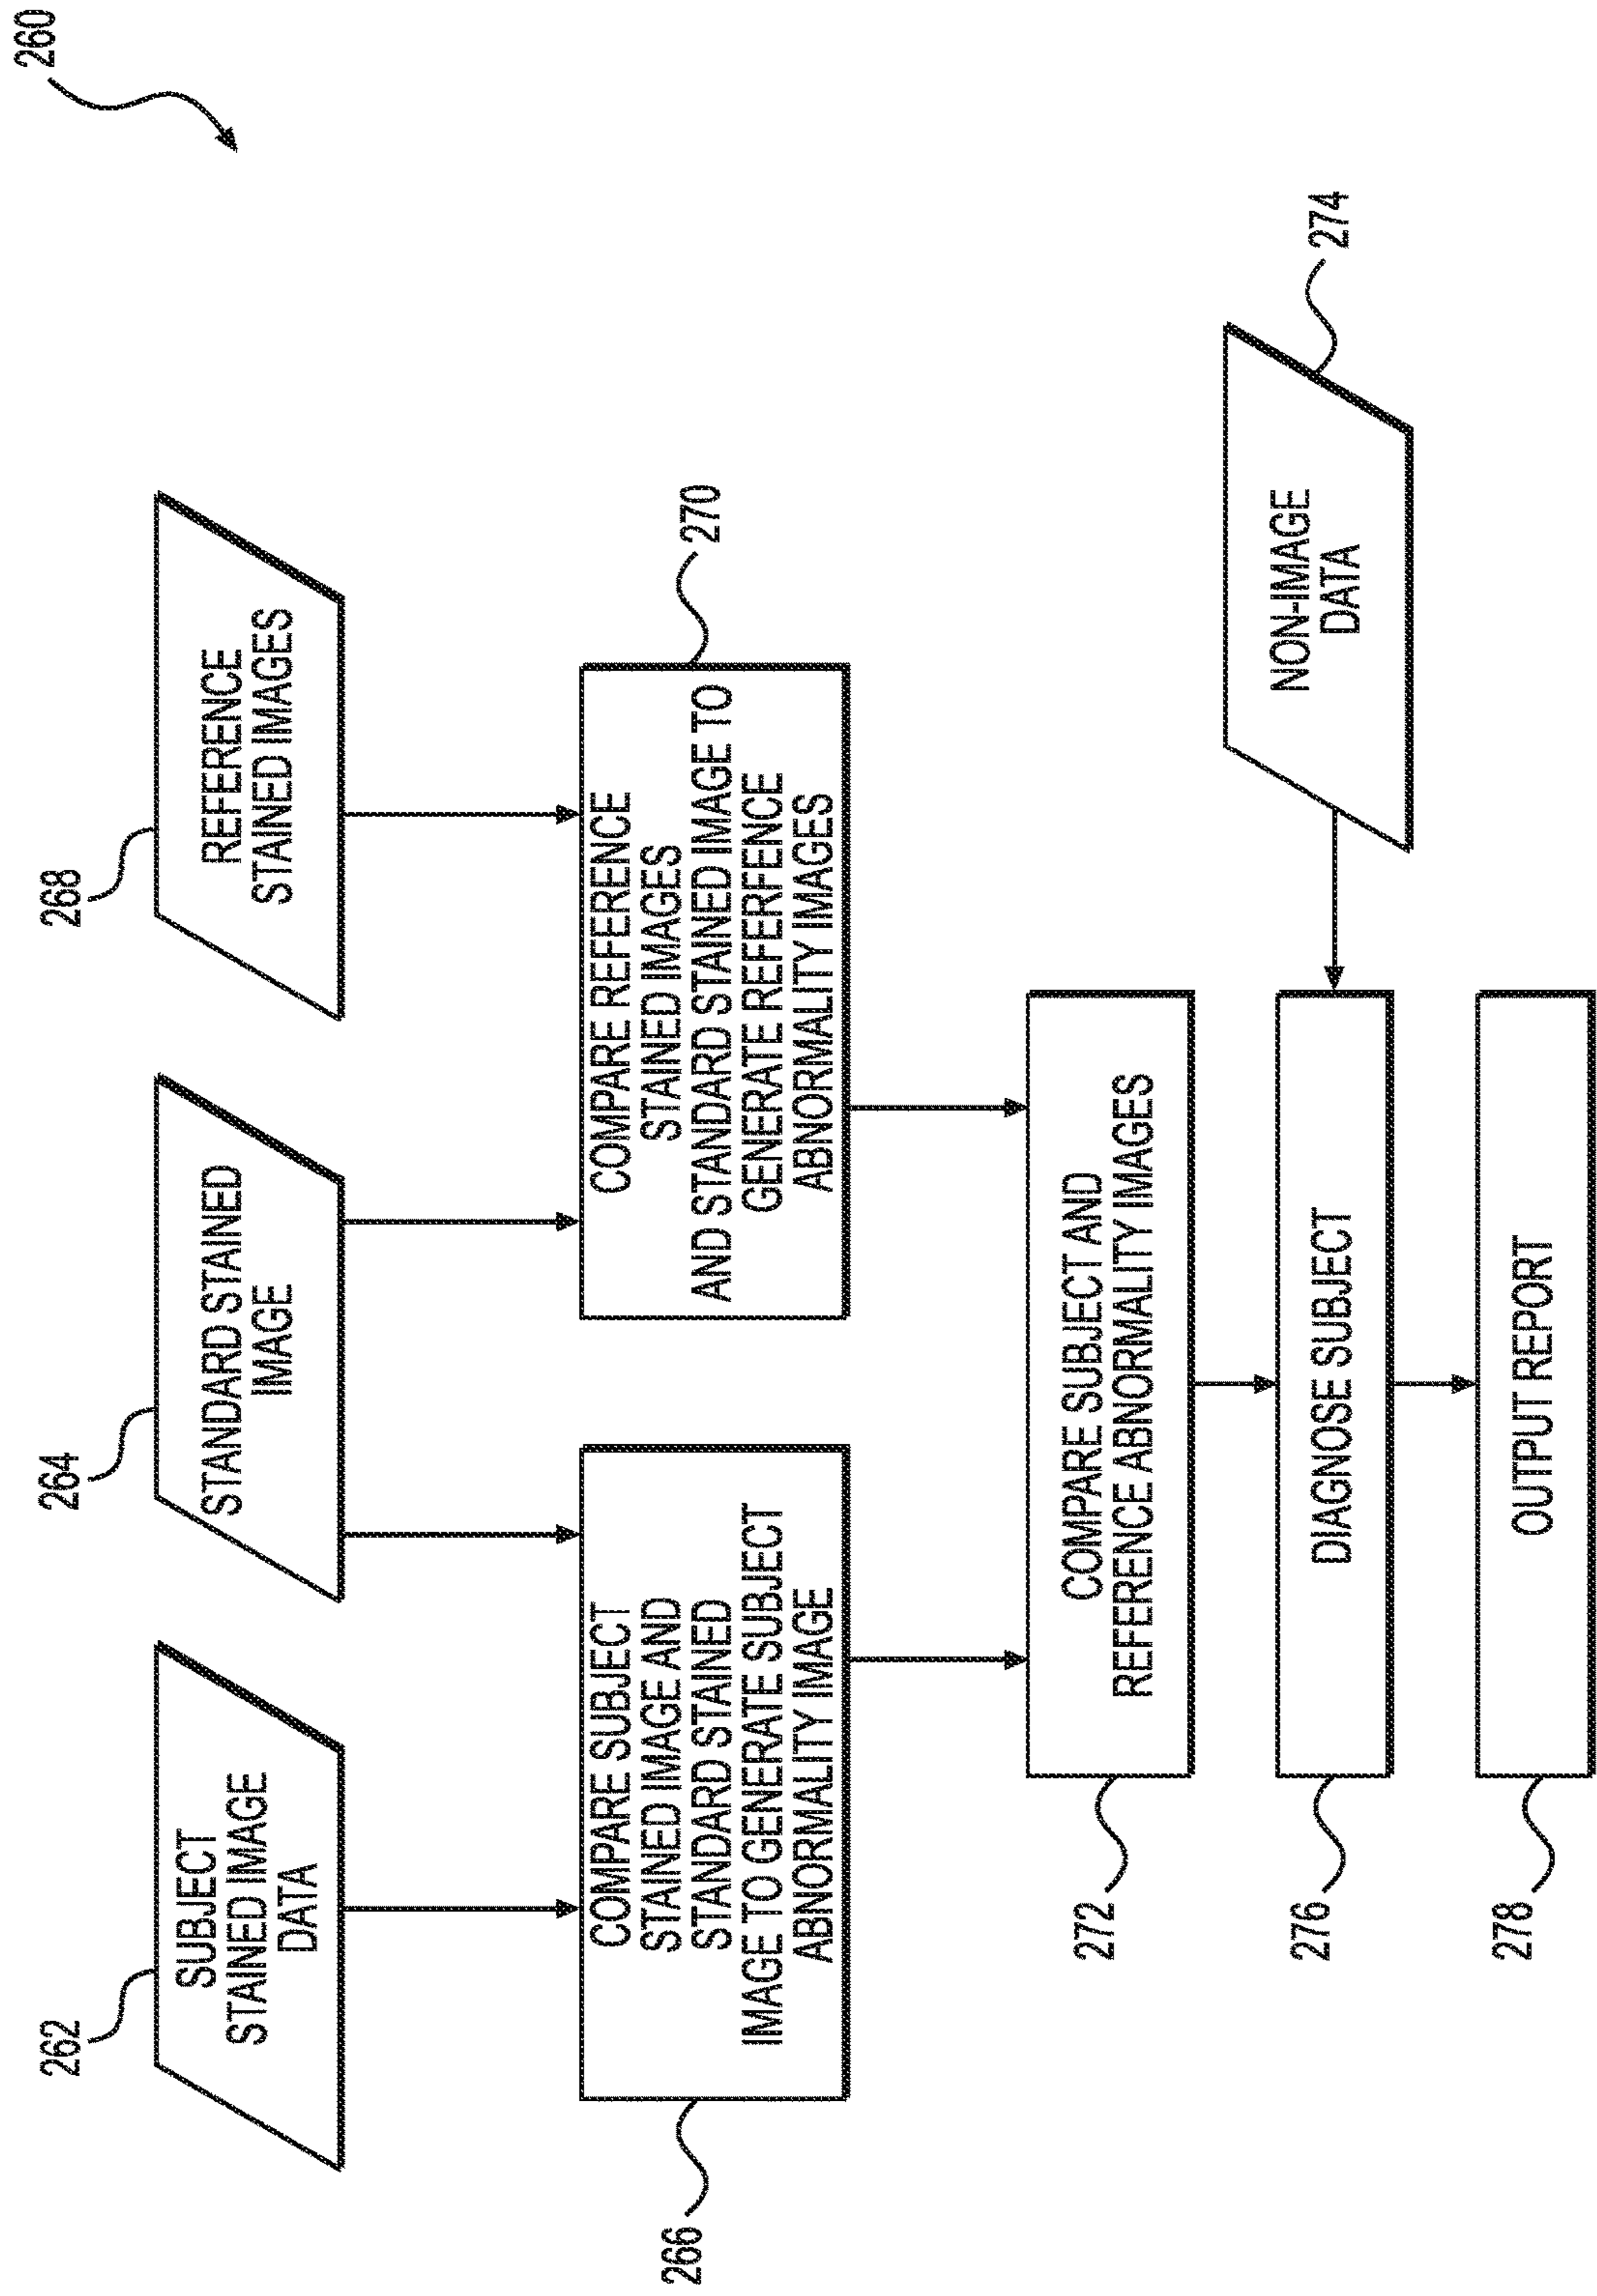 260
262
SUBJECT
STAINED IMAGE
DATA
264
STANDARD STAINED
IMAGE
268
REFERENCE
STAINED IMAGES
266
COMPARE SUBJECT
STAINED IMAGE AND
STANDARD STAINED
IMAGE TO GENERATE SUBJECT
ABNORMALITY IMAGE
270
COMPARE REFERENCE
STAINED IMAGES
AND STANDARD STAINED IMAGE TO
GENERATE REFERENCE
ABNORMALITY IMAGES
272
COMPARE SUBJECT AND
REFERENCE ABNORMALITY IMAGES
274
NON-IMAGE
DATA
276
DIAGNOSE SUBJECT
278
OUTPUT REPORT